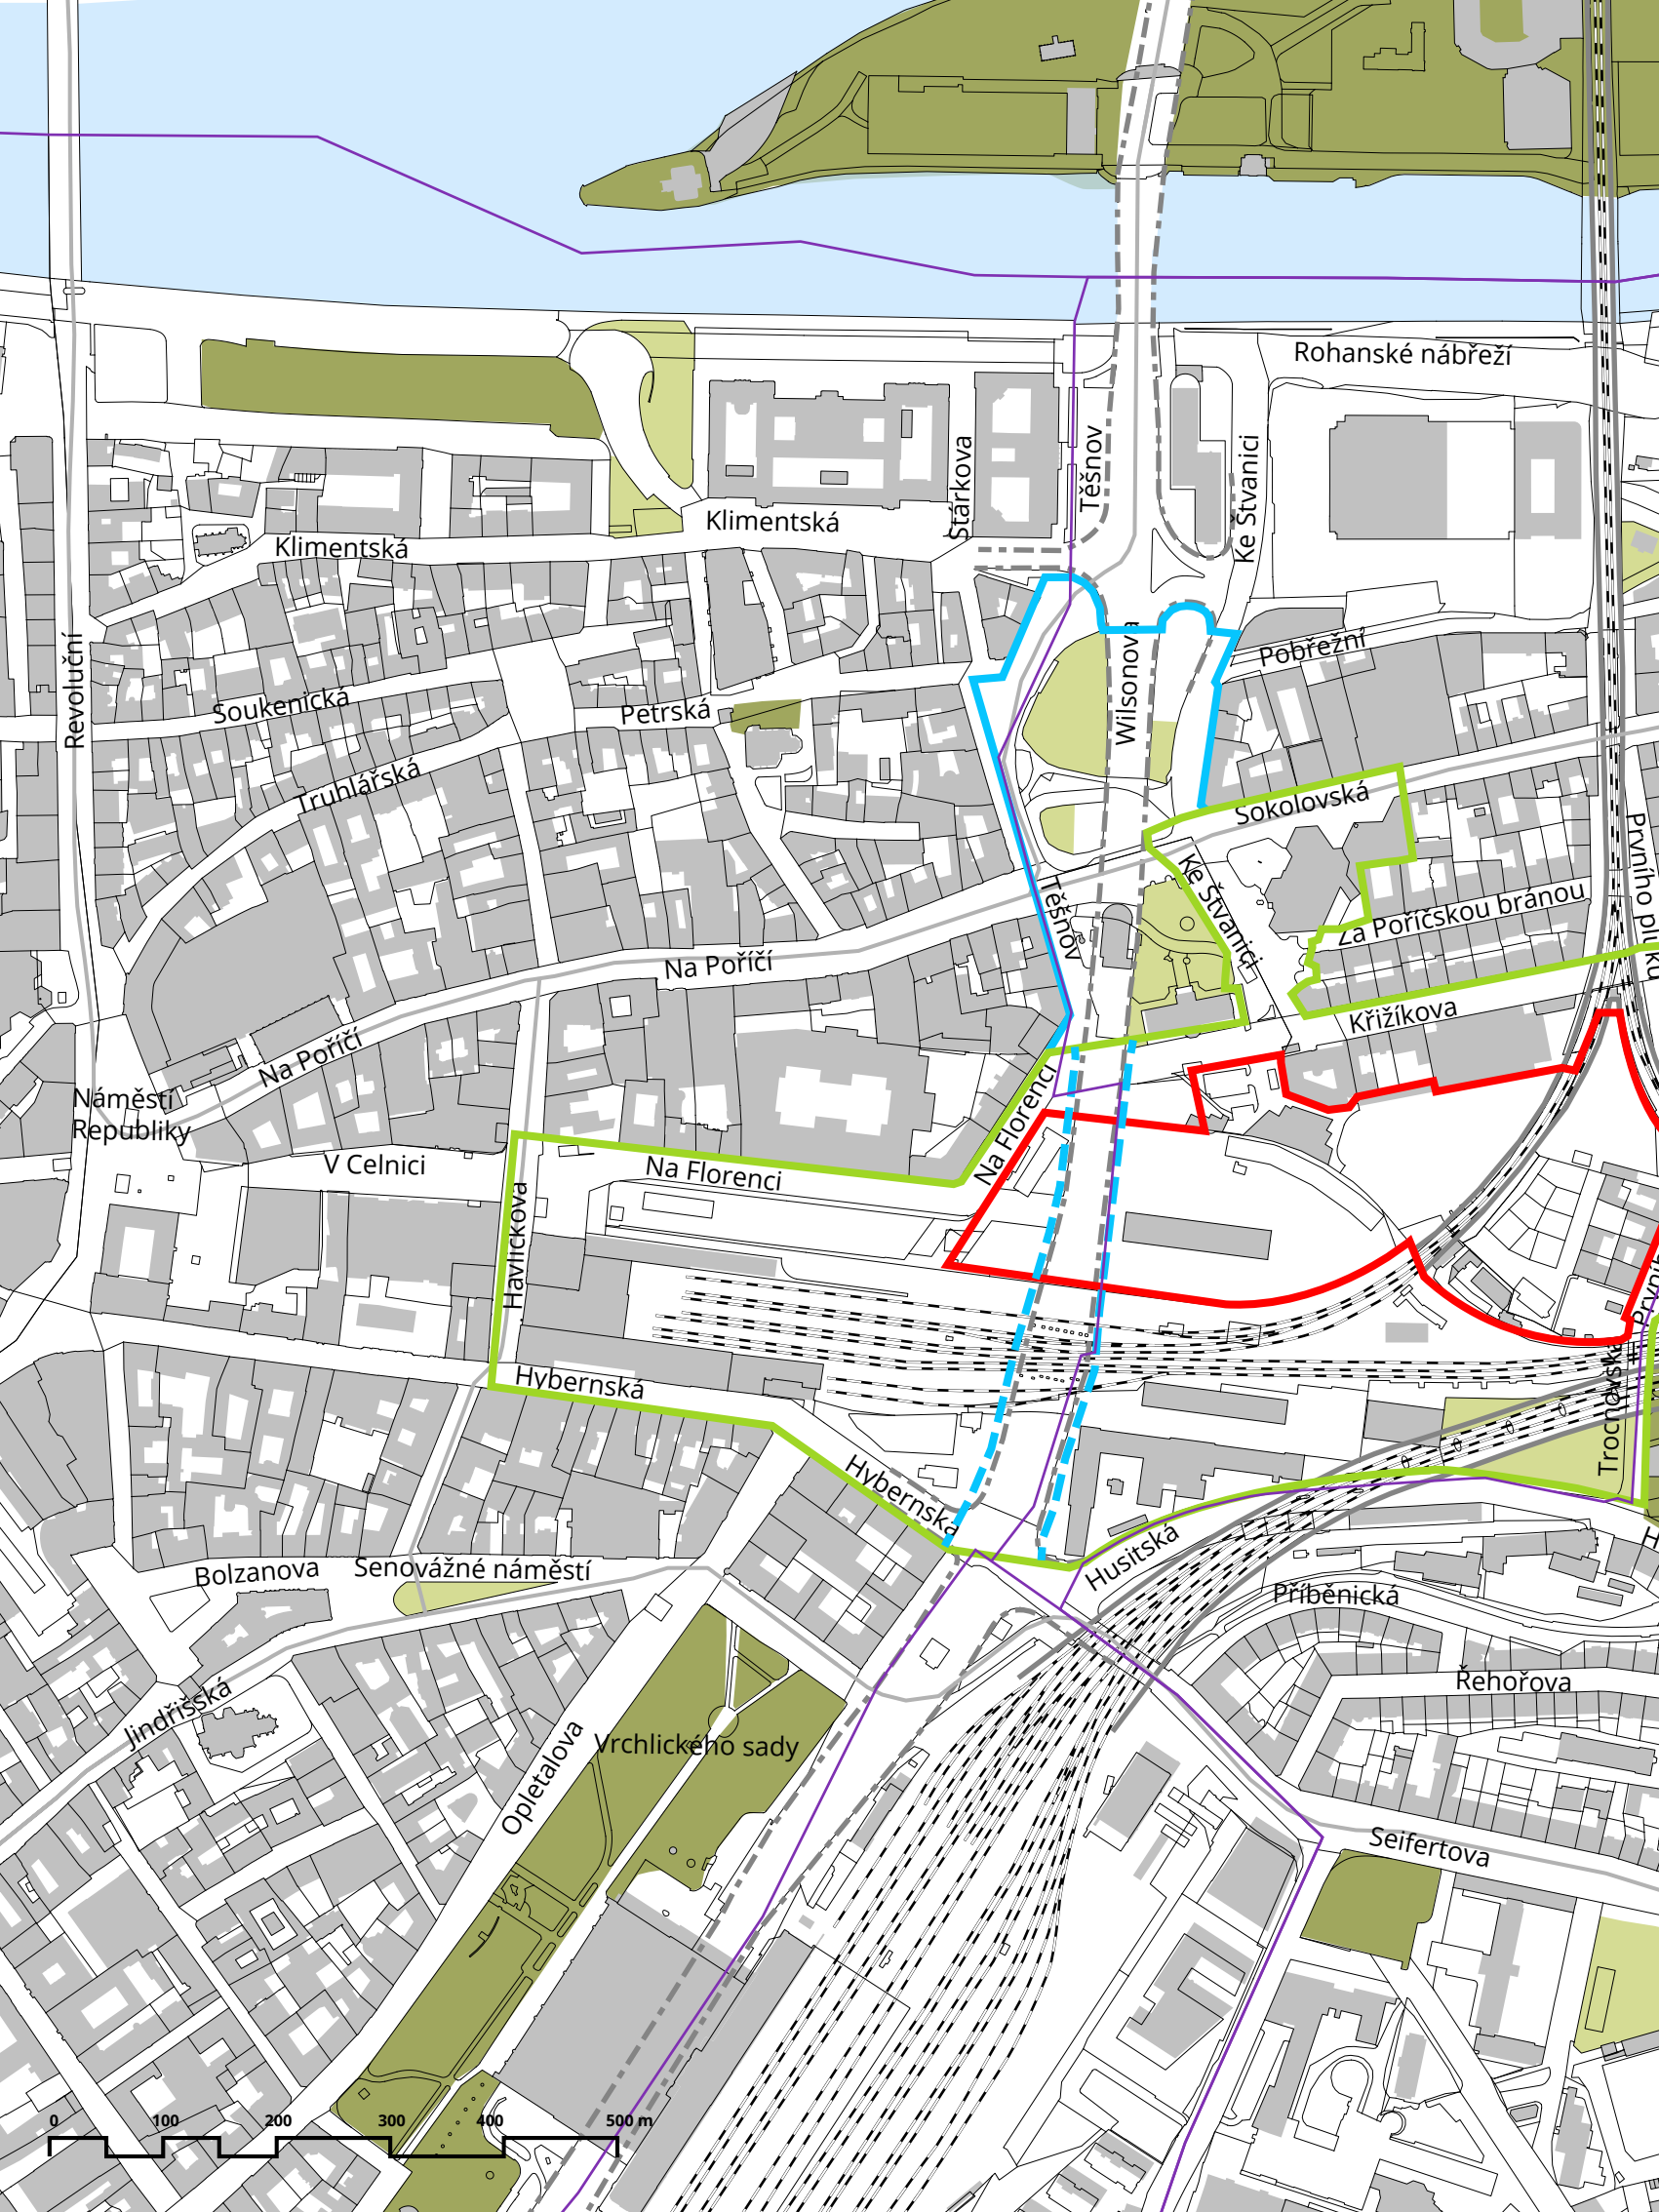 Rohanské nábřeží
Stárkova
Těšnov
Ke Štvanici
Klimentská
Klimentská
Revoluční
Soukenická
Petrská
Wilsonova
Pobřežní
Truhlářská
Sokolovská
Prvního pluku
Ke Štvanici
Těšnov
Za Poříčskou bránou
Na Poříčí
Křižíkova
Na Poříčí
Náměstí
Republiky
V Celnici
Na Florenci
Na Florenci
Havlíčkova
Hybernská
Trocnovská
Hybernská
Husitská
Bolzanova
Senovážné náměstí
Příběnická
Řehořova
Jindřišská
Opletalova
Vrchlického sady
Seifertova
0 100 200 300 400 500 m